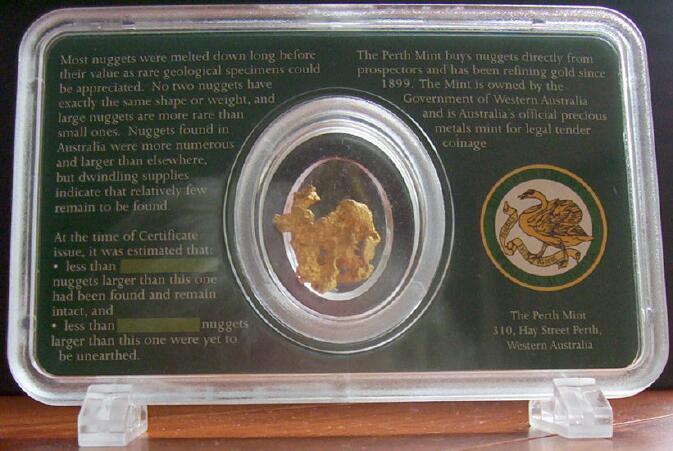 Most nuggets were melted down long before
their value as rare geological specimens could
be appreciated. No two nuggets have
exactly the same shape or weight, and
large nuggets are more rare than
small ones. Nuggets found in
Australia were more numerous
and larger than elsewhere,
but dwindling supplies
indicate that relatively few
remain to be found.
At the time of Certificate
issue, it was estimated that:
• less than
nuggets larger than this one
had been found and remain
intact, and
• less than nuggets
larger than this one were yet to
be unearthed.
The Perth Mint buys nuggets directly from
prospectors and has been refining gold since
1899. The Mint is owned by the
Government of Western Australia
and is Australia's official precious
metals mint for legal tender
coinage
The Perth Mint
310, Hay Street Perth,
Western Australia